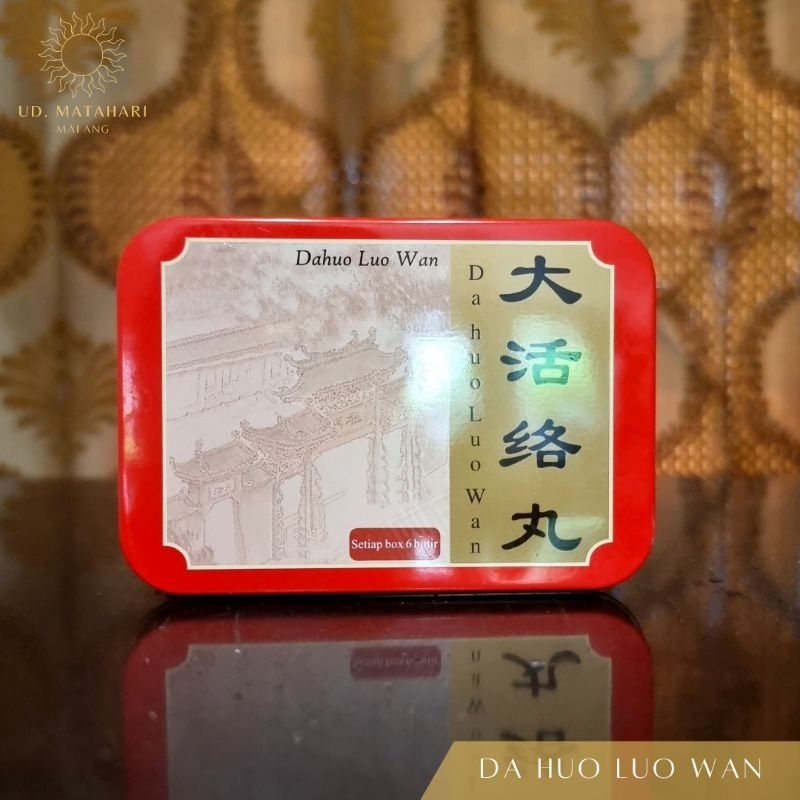 UD. MATAHARI
MALANG
Dahuo Luo Wan
Da huo Luo Wan
大活络丸
Setiap box 6 butir
DA HUO LUO WAN